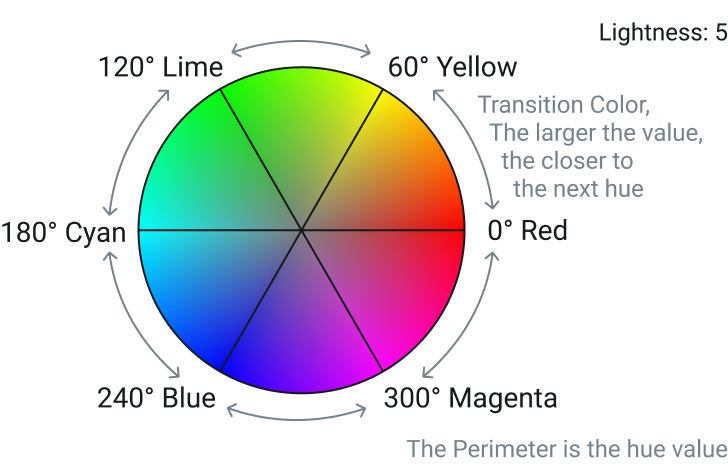 Lightness: 5
120° Lime
60° Yellow
Transition Color,
The larger the value,
the closer to
the next hue
180° Cyan
0° Red
240° Blue
300° Magenta
The Perimeter is the hue value